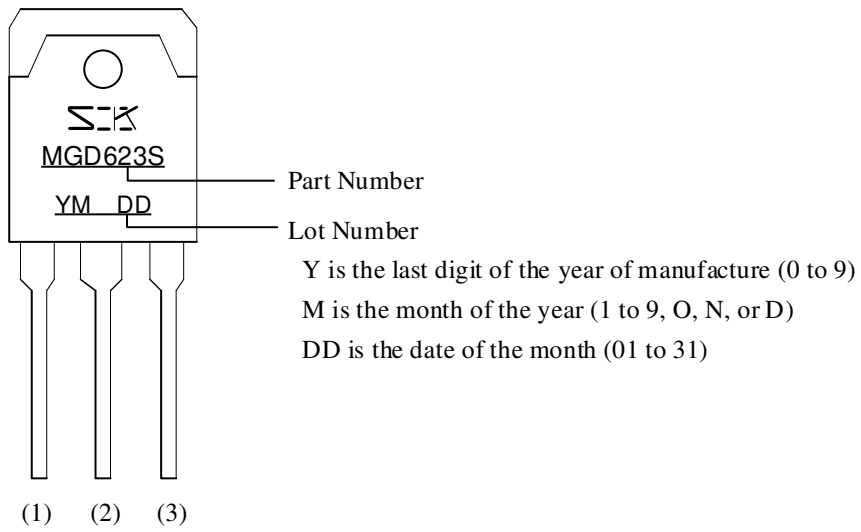 SK
MGD623S
Part Number
YM DD
Lot Number
Y is the last digit of the year of manufacture (0 to 9)
M is the month of the year (1 to 9, O, N, or D)
DD is the date of the month (01 to 31)
(1) (2) (3)